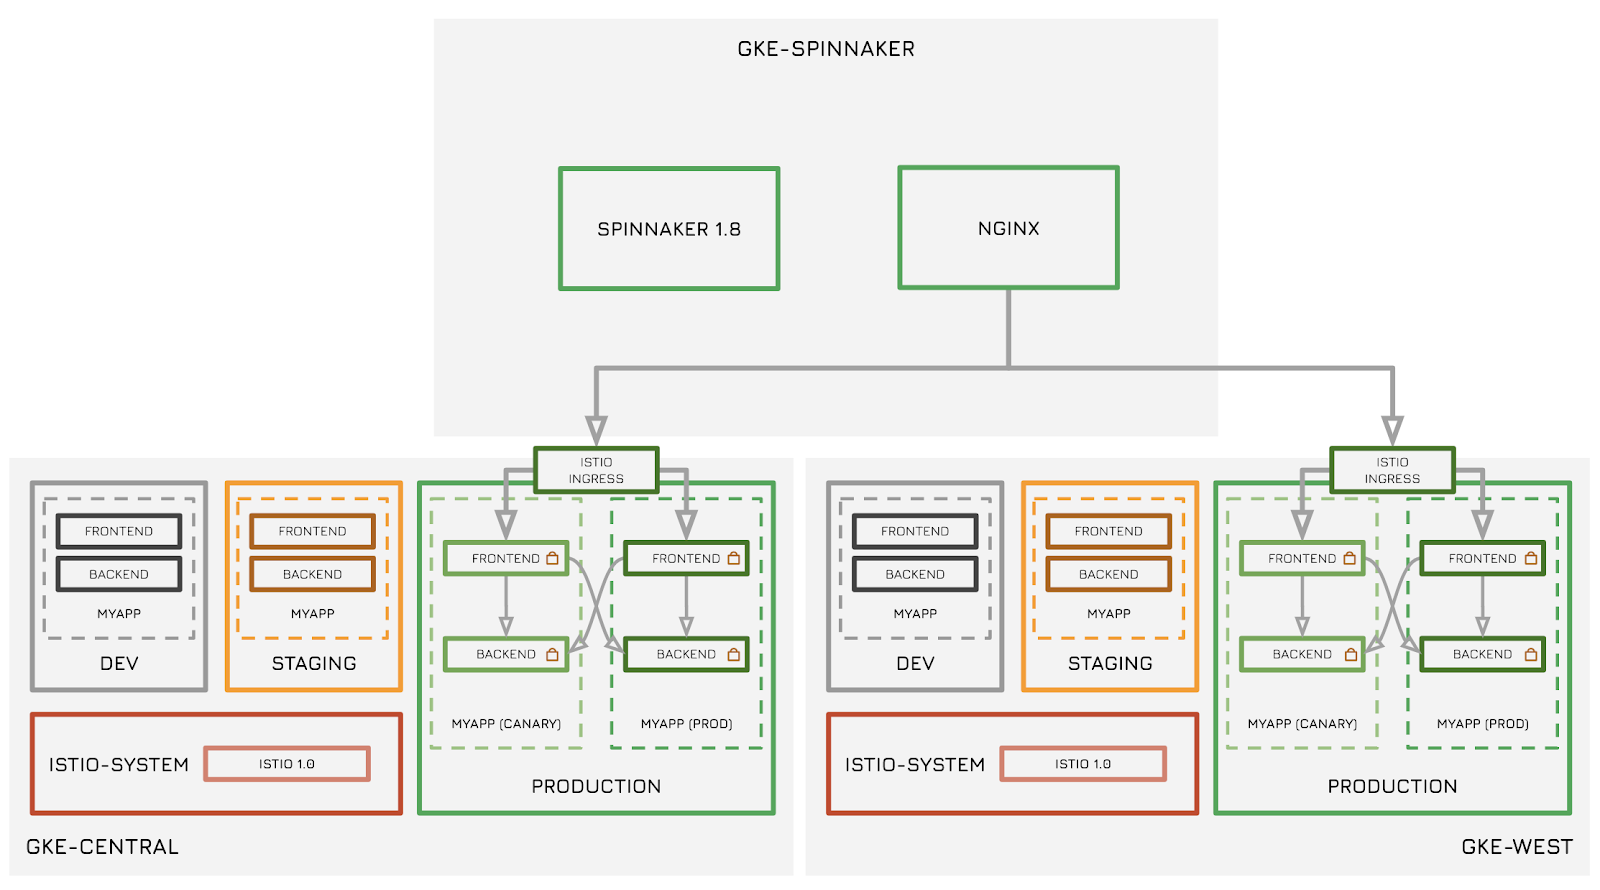 GKE-SPINNAKER
SPINNAKER 1.8
NGINX
ISTIO
INGRESS
FRONTEND
BACKEND
MYAPP
DEV
FRONTEND
BACKEND
MYAPP
STAGING
FRONTEND
FRONTEND
BACKEND
BACKEND
MYAPP (CANARY)
MYAPP (PROD)
PRODUCTION
ISTIO-SYSTEM
ISTIO 1.0
GKE-CENTRAL
ISTIO
INGRESS
FRONTEND
BACKEND
MYAPP
DEV
FRONTEND
BACKEND
MYAPP
STAGING
FRONTEND
FRONTEND
BACKEND
BACKEND
MYAPP (CANARY)
MYAPP (PROD)
PRODUCTION
ISTIO-SYSTEM
ISTIO 1.0
GKE-WEST